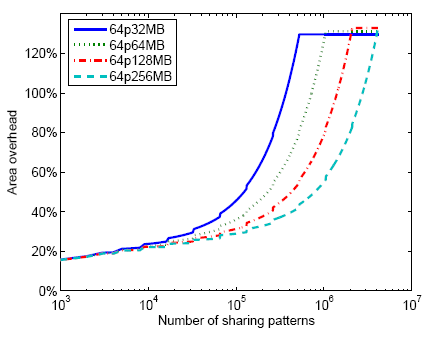 64p32MB
64p64MB
64p128MB
64p256MB
120%
100%
80%
60%
40%
20%
0%
Area overhead
10^3 10^4 10^5 10^6 10^7
Number of sharing patterns